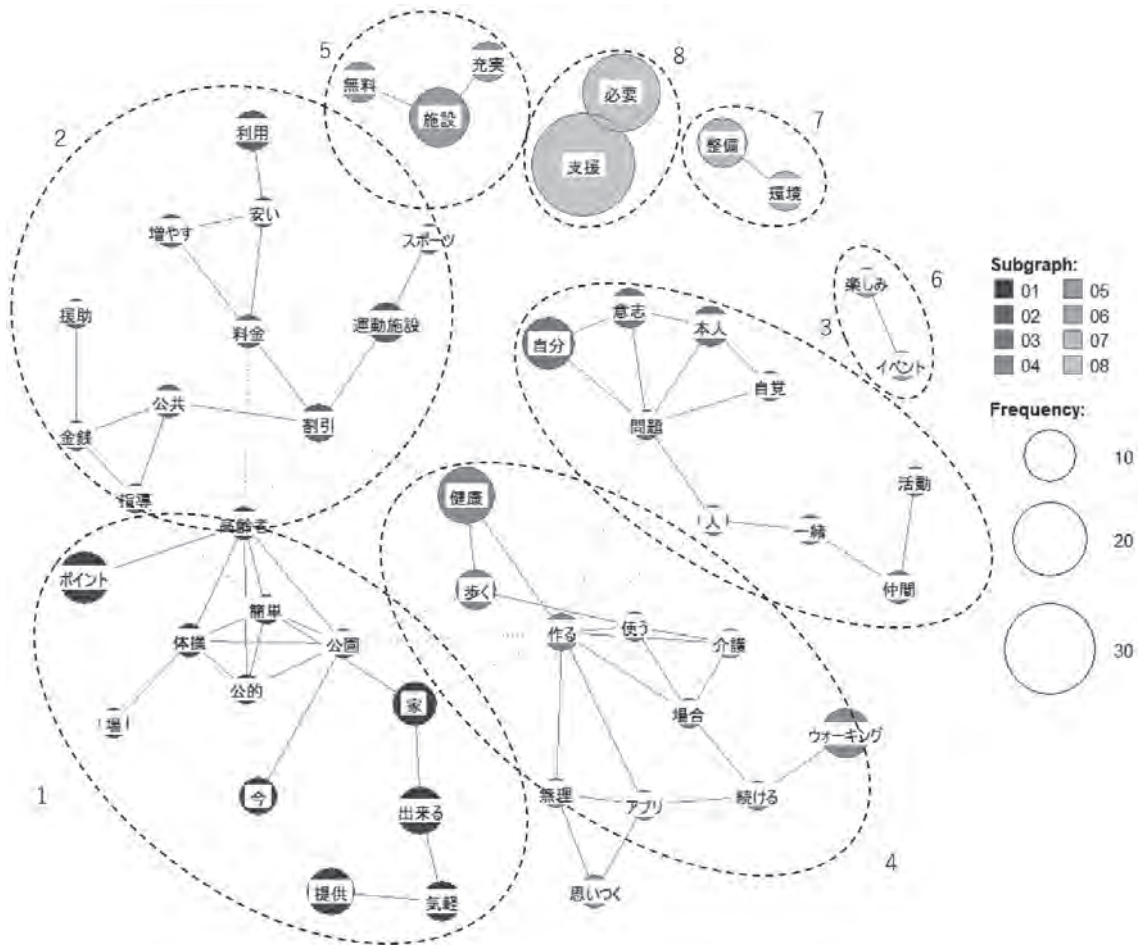 5
充実
無料
施設
8
必要
支援
7
整備
環境
2
利用
安い
増やす
スポーツ
援助
料金
運動施設
公共
割引
金銭
指導
高齢者
6
楽しみ
イベント
3
意志
本人
自分
自覚
問題
活動
人
一緒
仲間
Subgraph:
01 05
02 06
03 07
04 08
Frequency:
10
20
30
健康
歩く
作る
使う
介護
場合
ウォーキング
無理
アプリ
続ける
思いつく
4
ポイント
簡単
体操
公園
公的
場
家
今
出来る
提供
気軽
1